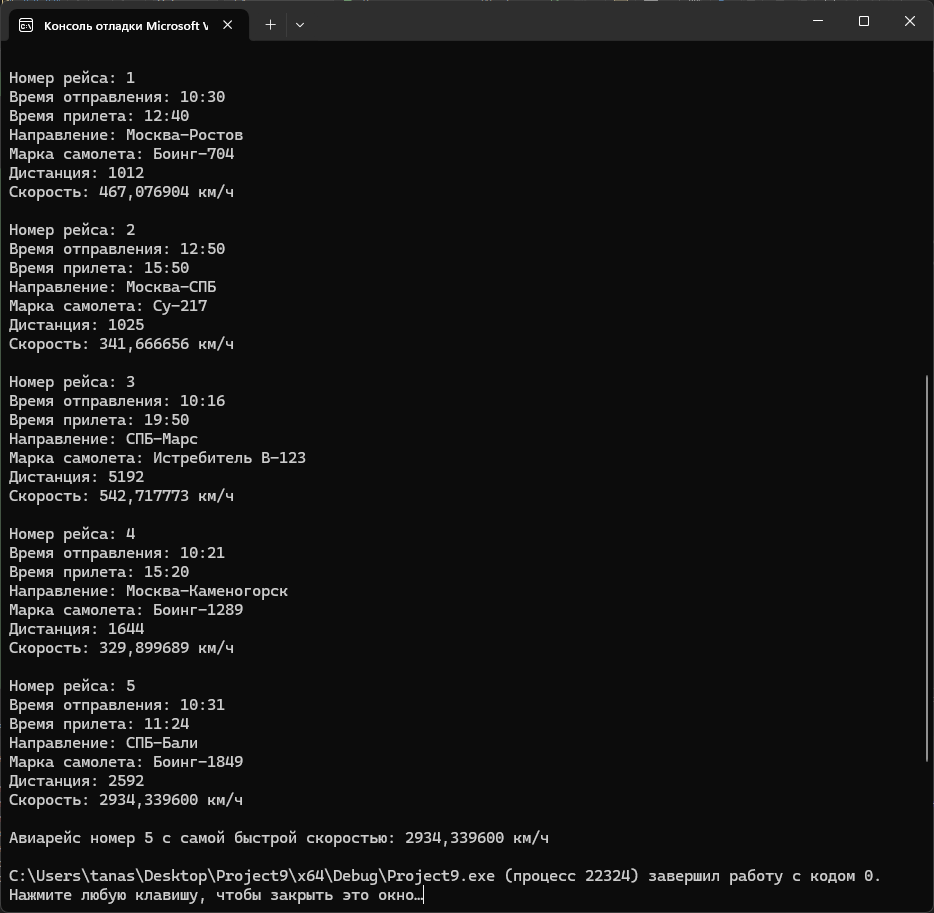 Консоль отладки Microsoft V
Номер рейса: 1
Время отправления: 10:30
Время прилета: 12:40
Направление: Москва-Ростов
Марка самолета: Боинг-704
Дистанция: 1012
Скорость: 467,076904 км/ч
Номер рейса: 2
Время отправления: 12:50
Время прилета: 15:50
Направление: Москва-СПБ
Марка самолета: Су-217
Дистанция: 1025
Скорость: 341,666656 км/ч
Номер рейса: 3
Время отправления: 10:16
Время прилета: 19:50
Направление: СПБ-Марс
Марка самолета: Истребитель В-123
Дистанция: 5192
Скорость: 542,717773 км/ч
Номер рейса: 4
Время отправления: 10:21
Время прилета: 15:20
Направление: Москва-Каменогорск
Марка самолета: Боинг-1289
Дистанция: 1644
Скорость: 329,899689 км/ч
Номер рейса: 5
Время отправления: 10:31
Время прилета: 11:24
Направление: СПБ-Бали
Марка самолета: Боинг-1849
Дистанция: 2592
Скорость: 2934,339600 км/ч
Авиарейс номер 5 с самой быстрой скоростью: 2934,339600 км/ч
C:\Users\tanas\Desktop\Project9\x64\Debug\Project9.exe (процесс 22324) завершил работу с кодом 0.
Нажмите любую клавишу, чтобы закрыть это окно…